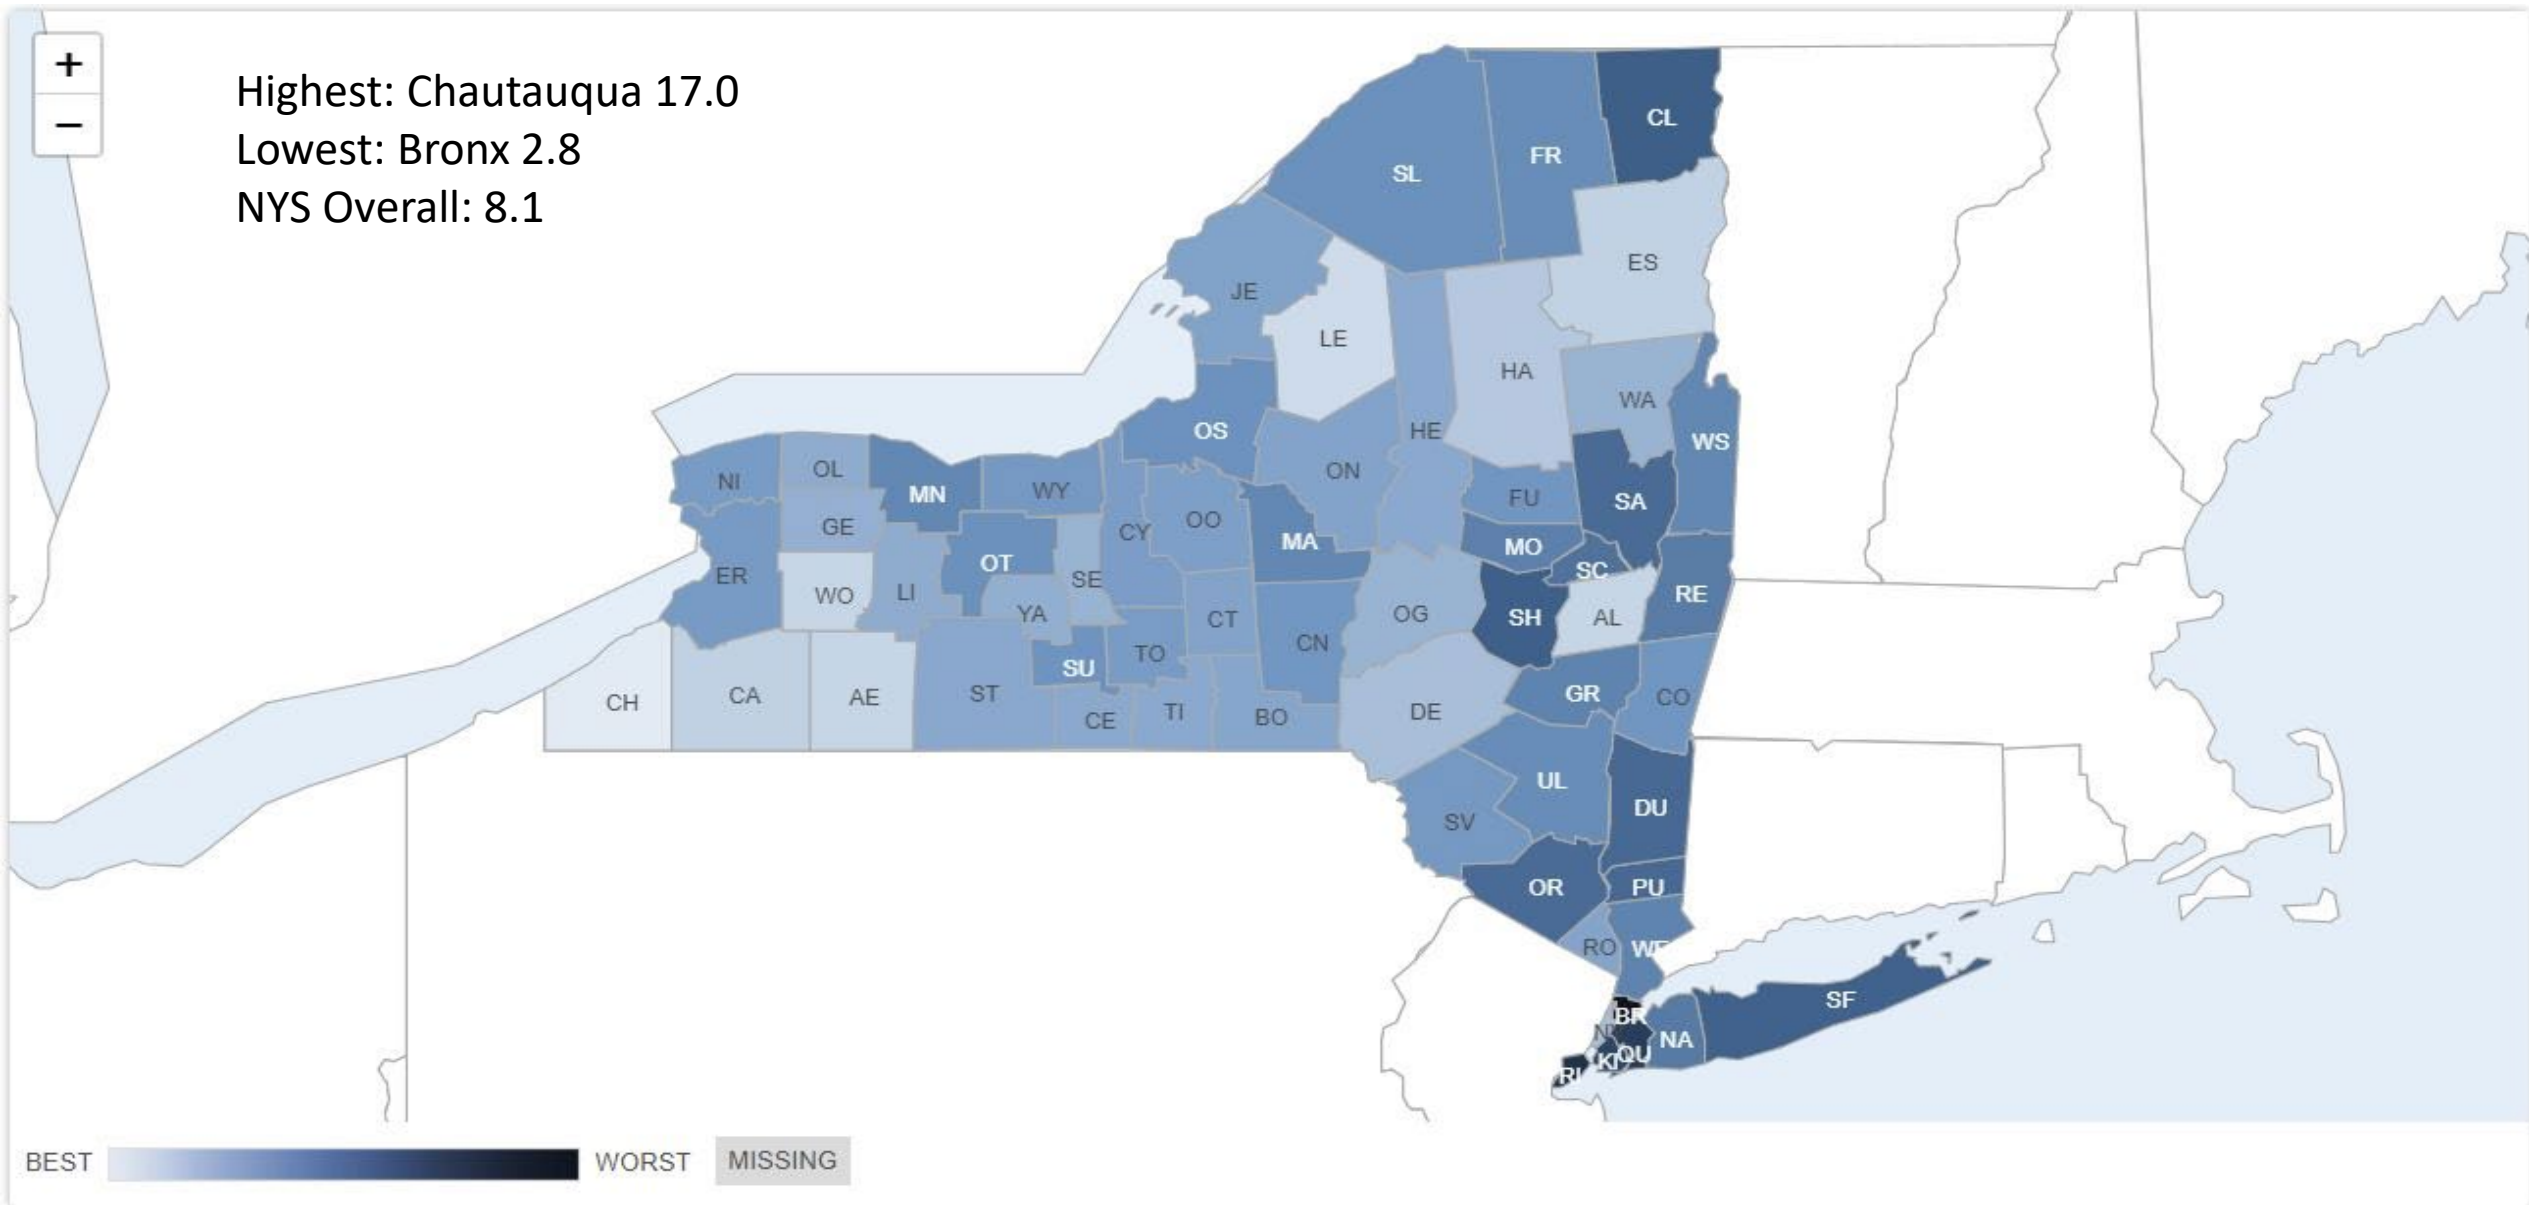 +
−
Highest: Chautauqua 17.0
Lowest: Bronx 2.8
NYS Overall: 8.1
CL
FR
SL
ES
JE
LE
HA
WA
OS
HE
WS
NI
OL
MN
WY
ON
FU
SA
GE
CY
OO
MA
MO
OT
SC
ER
WO
LI
SE
YA
CT
OG
SH
AL
RE
CN
TO
SU
CH
CA
AE
ST
CE
TI
BO
DE
GR
CO
UL
DU
SV
OR
PU
RO
WE
SF
BR
NA
QU
KI
RI
BEST
WORST
MISSING